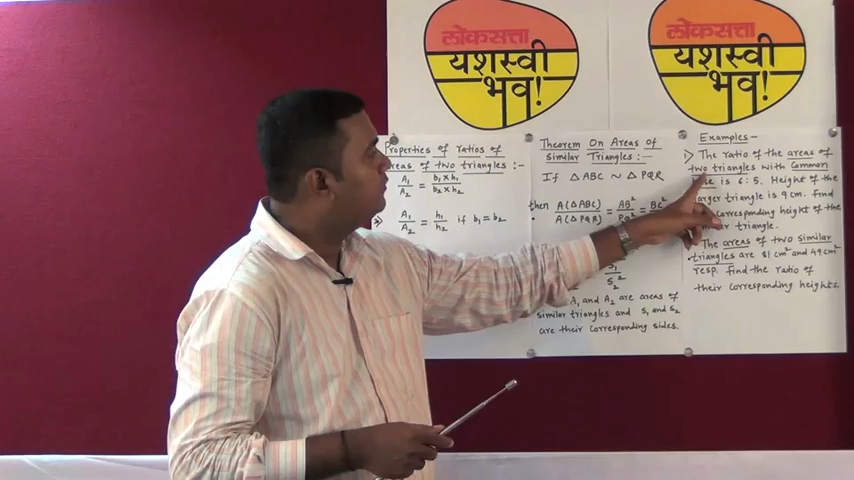 लोकसत्ता
यशस्वी
भव!
लोकसत्ता
यशस्वी
भव!
Properties of ratios of
areas of two triangles :-
A1/A2 = b1 x h1/b2 x h2
A1/A2 = h1/h2 if b1 = b2
Theorem On Areas Of
Similar Triangles :-
If △ABC ~ △PQR
then A(△ABC)/A(△PQR) = AB²/PQ² = BC²
A1 and A2 are areas of
similar triangles and S1 and S2
are their corresponding sides.
Examples -
1> The ratio of the areas of
two triangles with Common
is 6:5. Height of the
larger triangle is 9 cm. Find
corresponding height of the
triangle.
The areas of two similar
triangles are 81 cm² and 49 cm²
resp. find the ratio of
their corresponding heights.